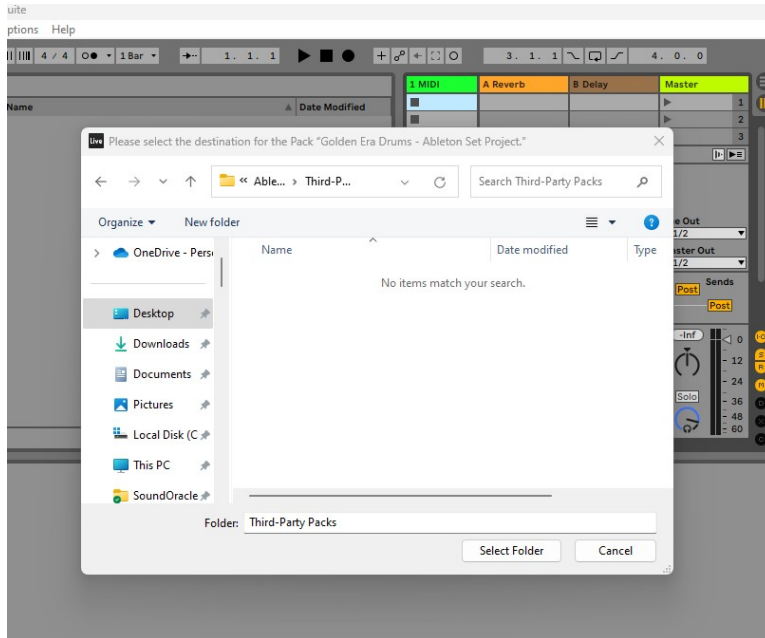 uite
ptions Help
4 / 4 1 Bar 1. 1. 1 3. 1. 1 4. 0. 0
1 MIDI A Reverb B Delay Master
Name Date Modified
1
2
3
Live Please select the destination for the Pack "Golden Era Drums - Ableton Set Project."
« Able... › Third-P... Search Third-Party Packs
Organize New folder
OneDrive - Perso
Name Date modified Type
No items match your search.
Desktop
Downloads
Documents
Pictures
Local Disk (C
This PC
SoundOracle
Folder: Third-Party Packs
Select Folder Cancel
e Out
1/2
ster Out
1/2
Sends
Post
Post
-Inf
0
12
24
36
48
60
Solo